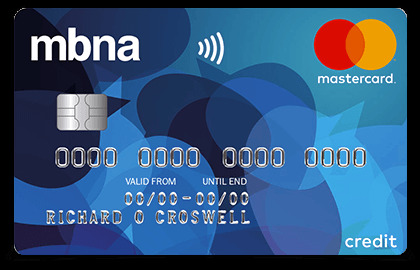 mbna
mastercard.
0000 0000 0000 0000
VALID FROM UNTIL END
00/00-00/00
RICHARD O CROSWELL
credit